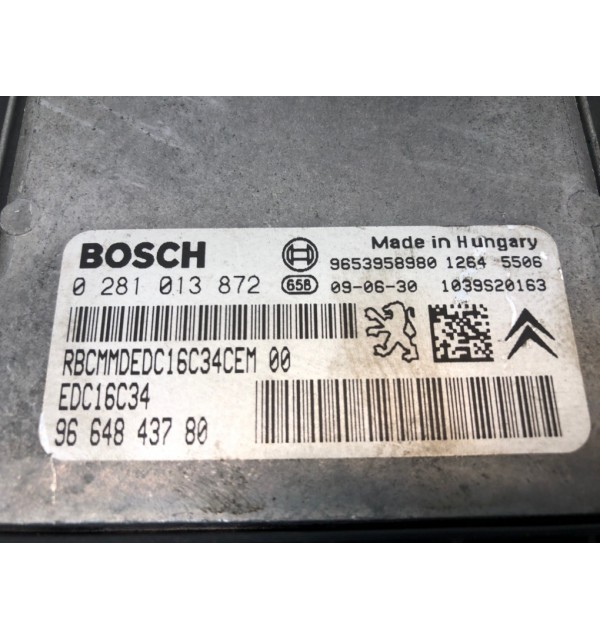 BOSCH
Made in Hungary
9653958980 1264 5506
0 281 013 872 65B 09-06-30 1039S20163
RBCMMDEDC16C34CEM 00
EDC16C34
96 648 437 80